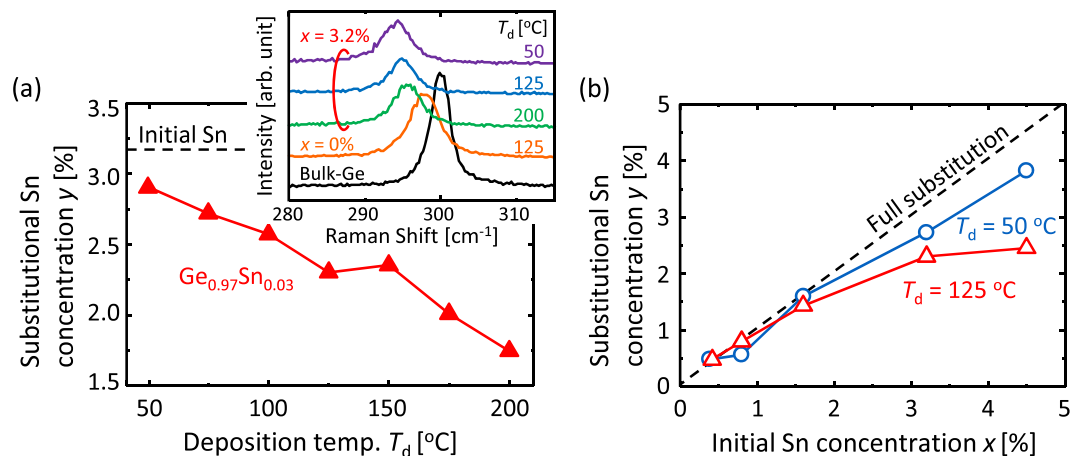 (a)
Substitutional Sn
concentration y [%]
3.5
3.0
2.5
2.0
1.5
Initial Sn
Ge0.97Sn0.03
50
100
150
200
Deposition temp. Td [oC]
Intensity [arb. unit]
x = 3.2%
Td [oC]
50
125
200
x = 0%
125
Bulk-Ge
280
290
300
310
Raman Shift [cm-1]
(b)
Substitutional Sn
concentration y [%]
5
4
3
2
1
0
Full substitution
Td = 50 oC
Td = 125 oC
0
1
2
3
4
5
Initial Sn concentration x [%]